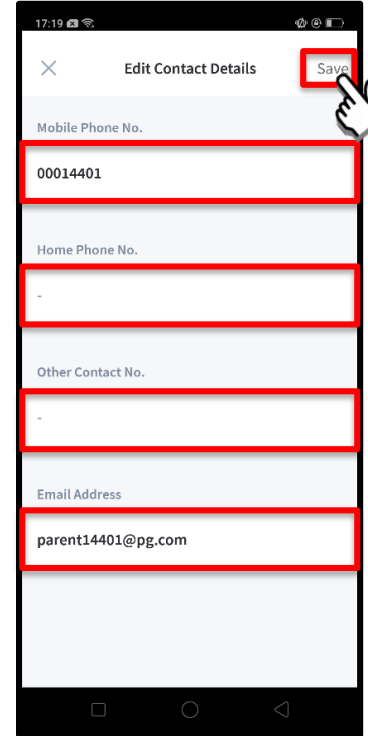 17:19
Edit Contact Details
Save
Mobile Phone No.
00014401
Home Phone No.
-
Other Contact No.
-
Email Address
parent14401@pg.com